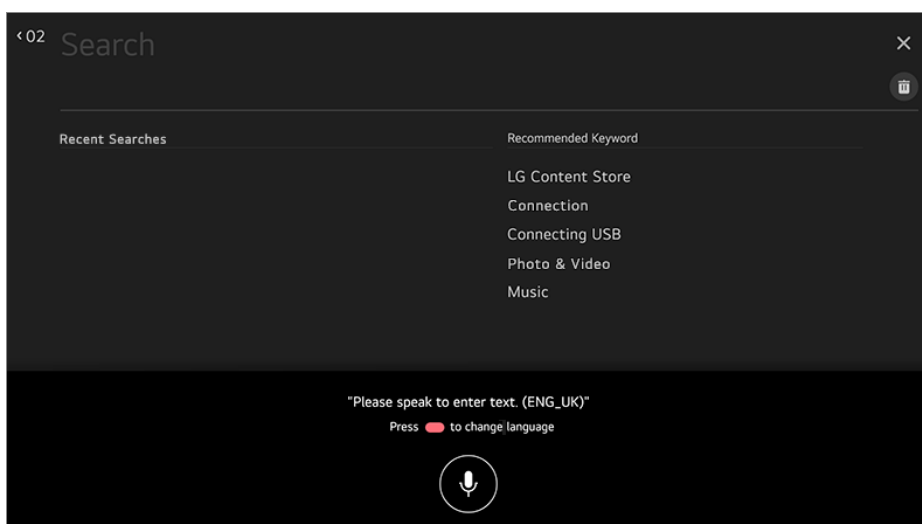 ‹ 02
Search
Recent Searches
Recommended Keyword
LG Content Store
Connection
Connecting USB
Photo & Video
Music
"Please speak to enter text. (ENG_UK)"
Press to change language